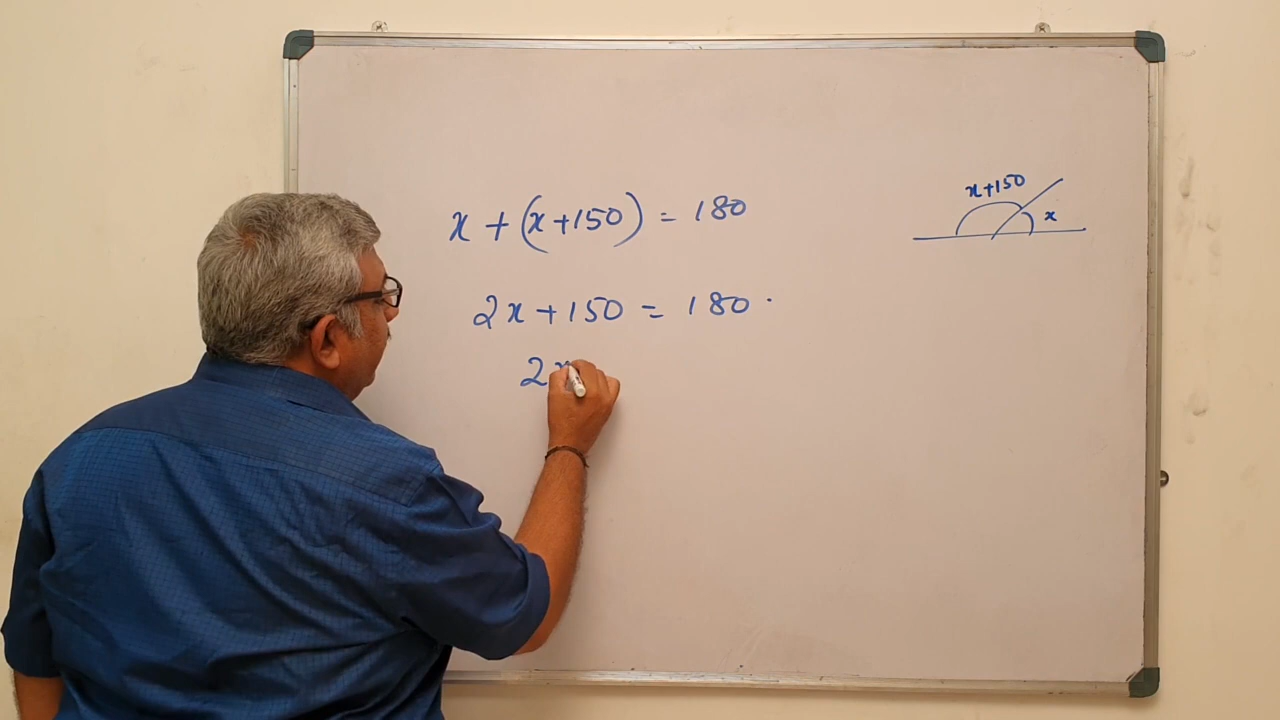 x + (x+150) = 180
x+150
x
2x + 150 = 180 .
2x